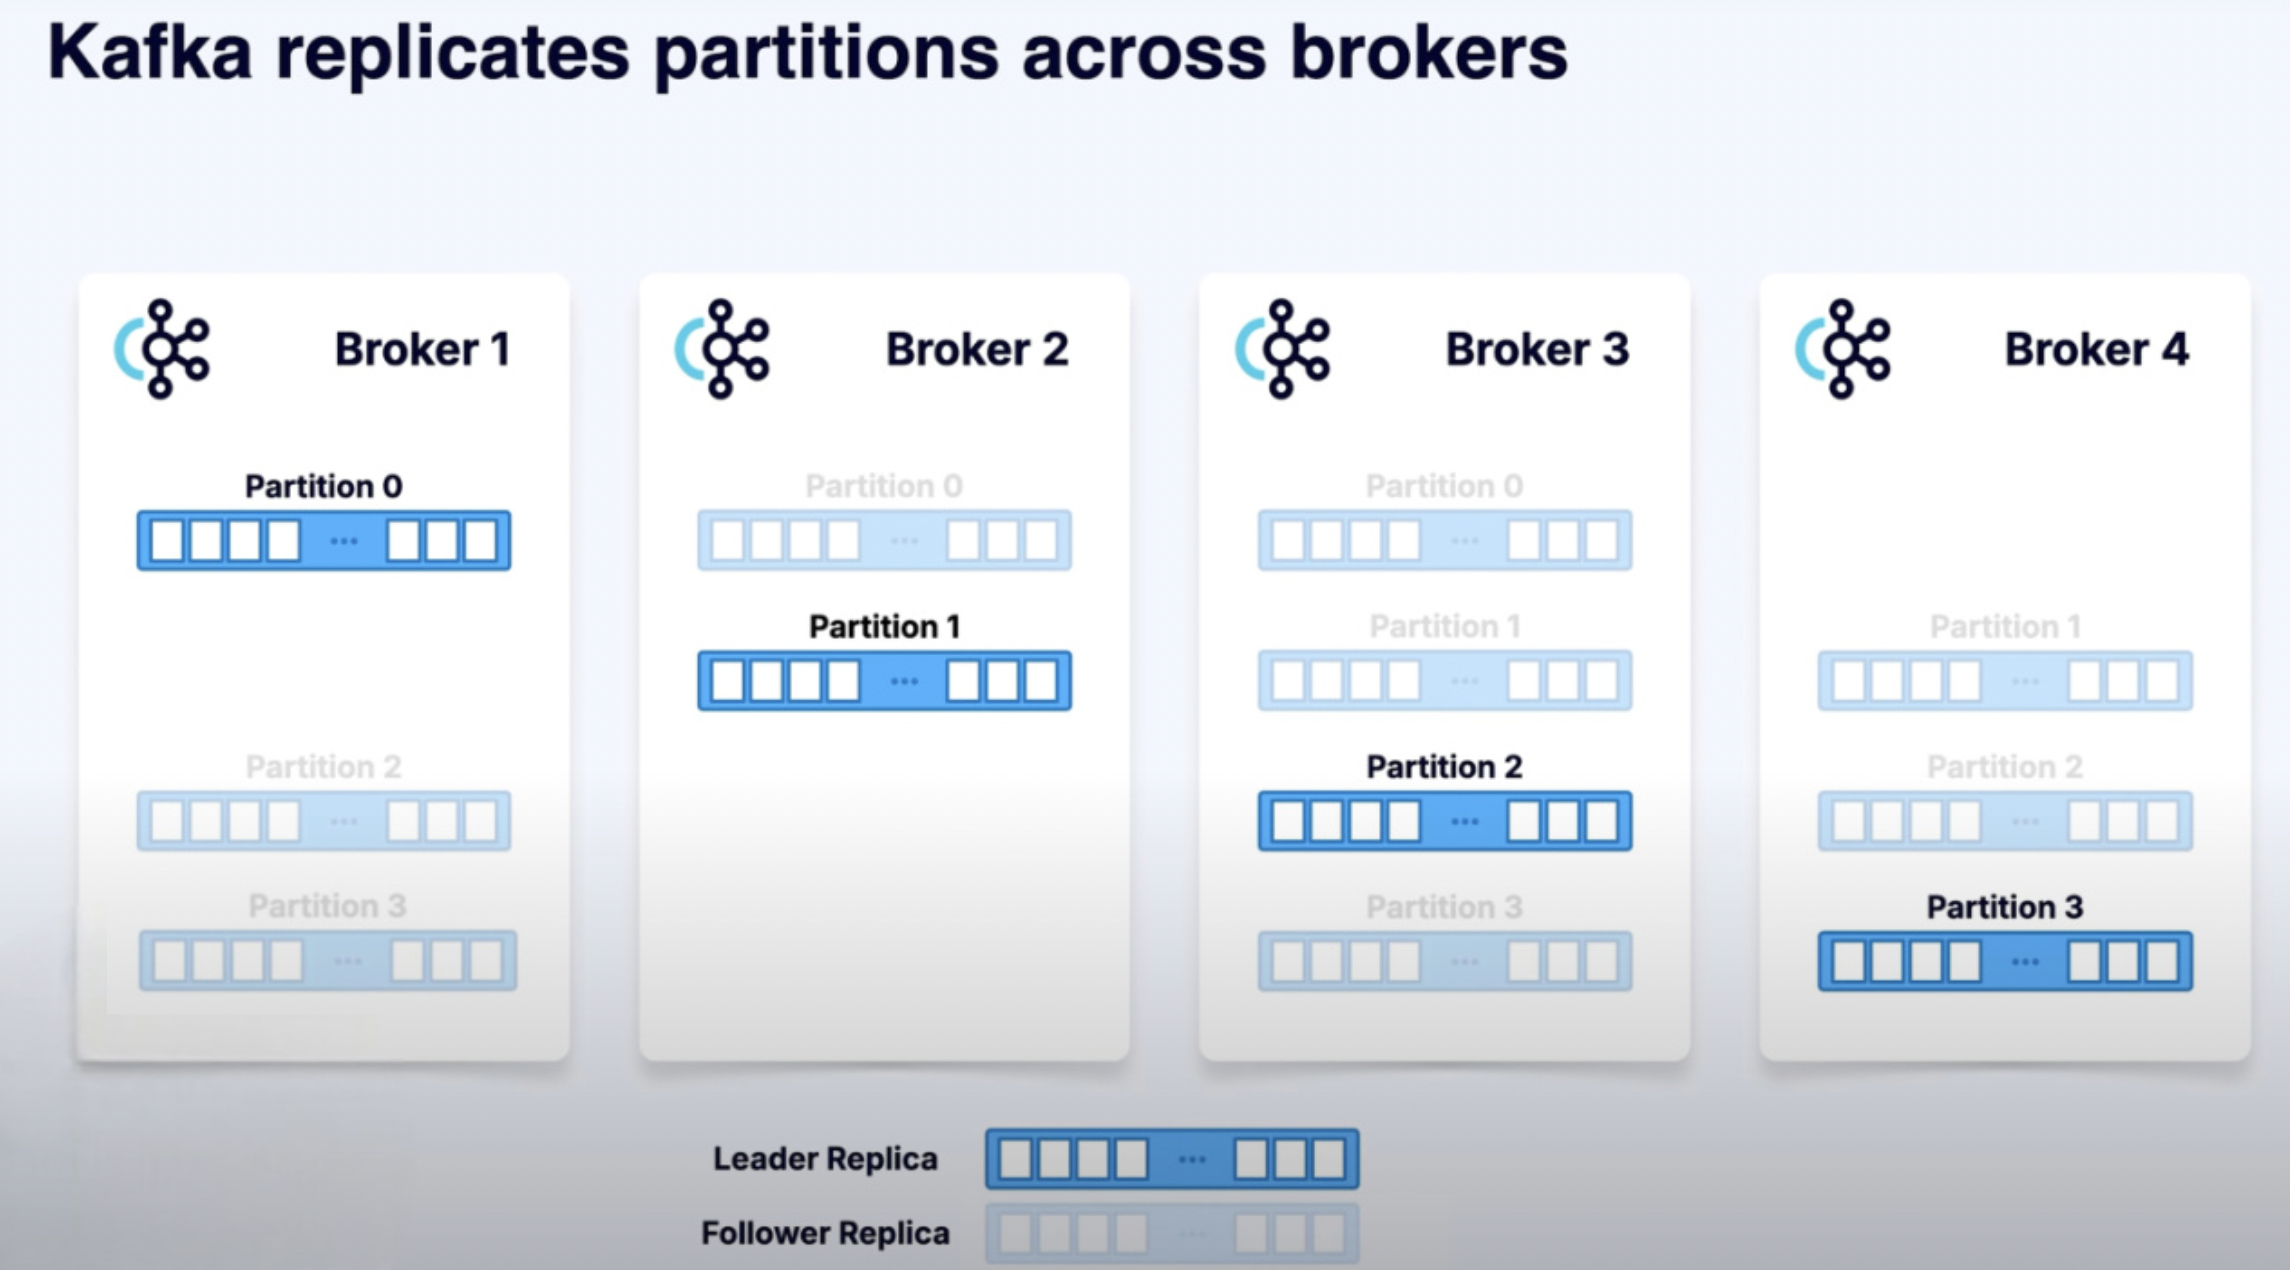 Kafka replicates partitions across brokers
Broker 1
Partition 0
Partition 2
Partition 3
Broker 2
Partition 0
Partition 1
Broker 3
Partition 0
Partition 1
Partition 2
Partition 3
Broker 4
Partition 1
Partition 2
Partition 3
Leader Replica
Follower Replica